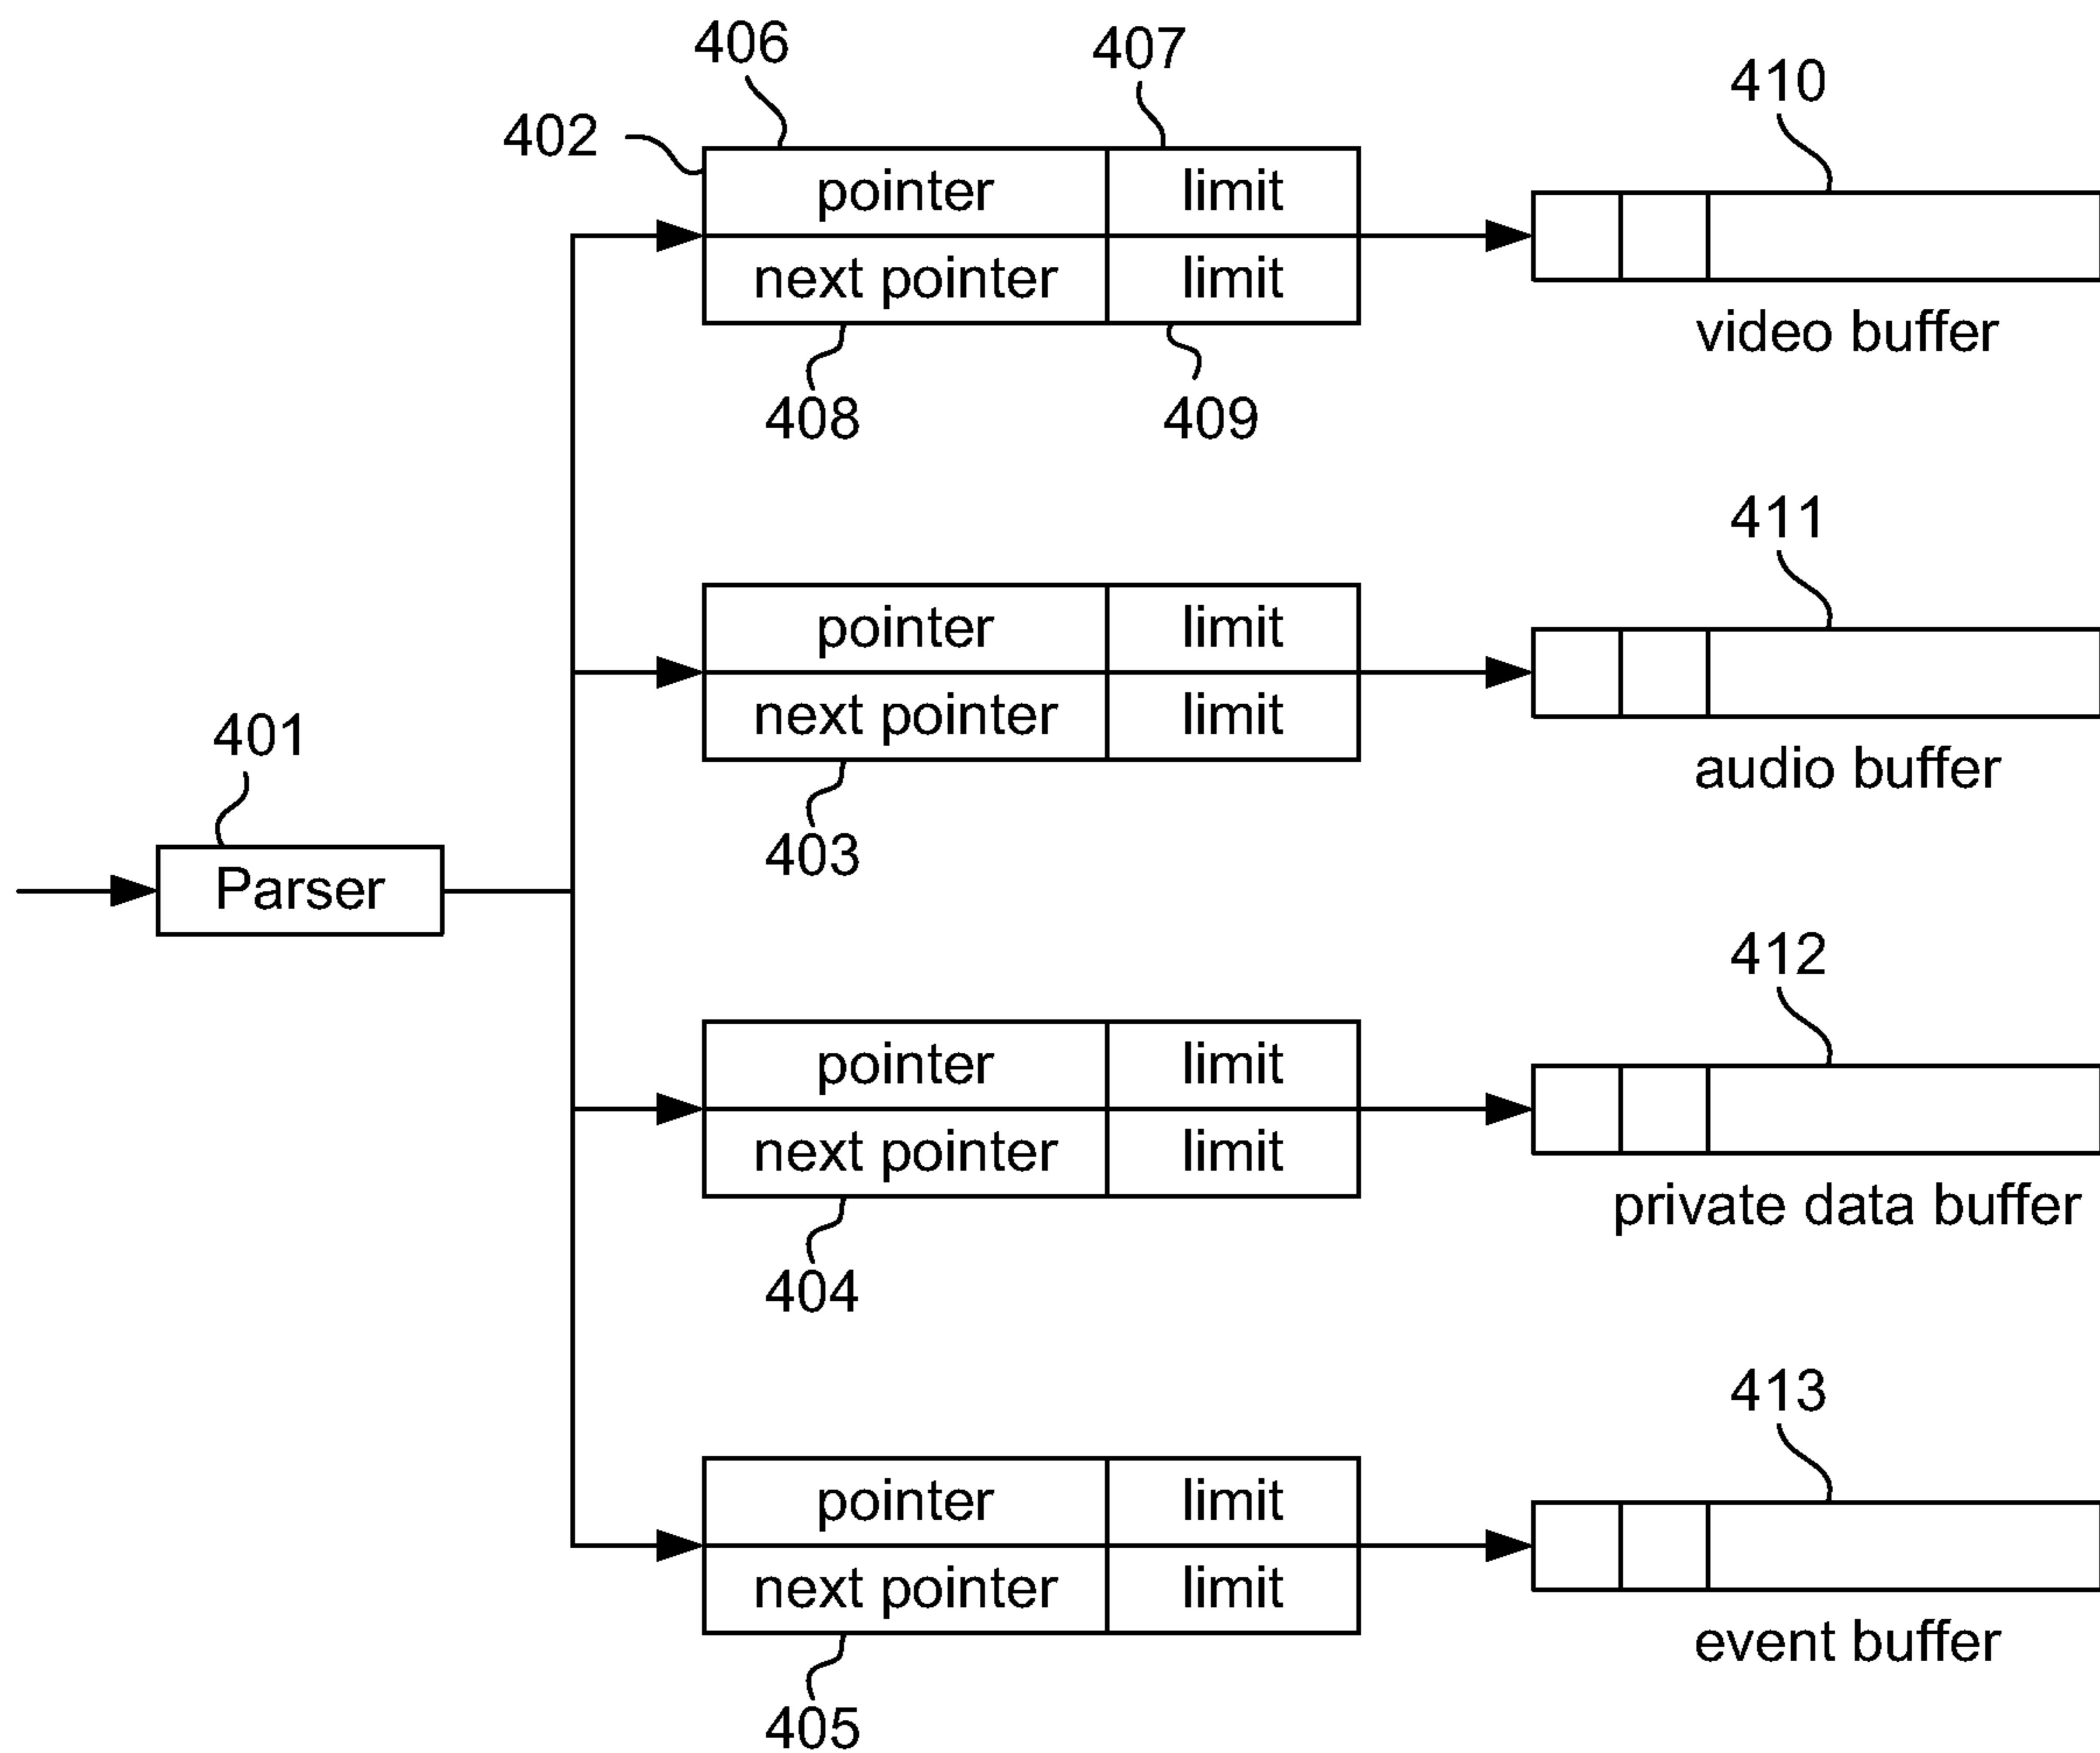 406
407
410
402
pointer
limit
next pointer
limit
video buffer
408
409
411
pointer
limit
next pointer
limit
audio buffer
401
403
Parser
412
pointer
limit
next pointer
limit
private data buffer
404
413
pointer
limit
next pointer
limit
event buffer
405